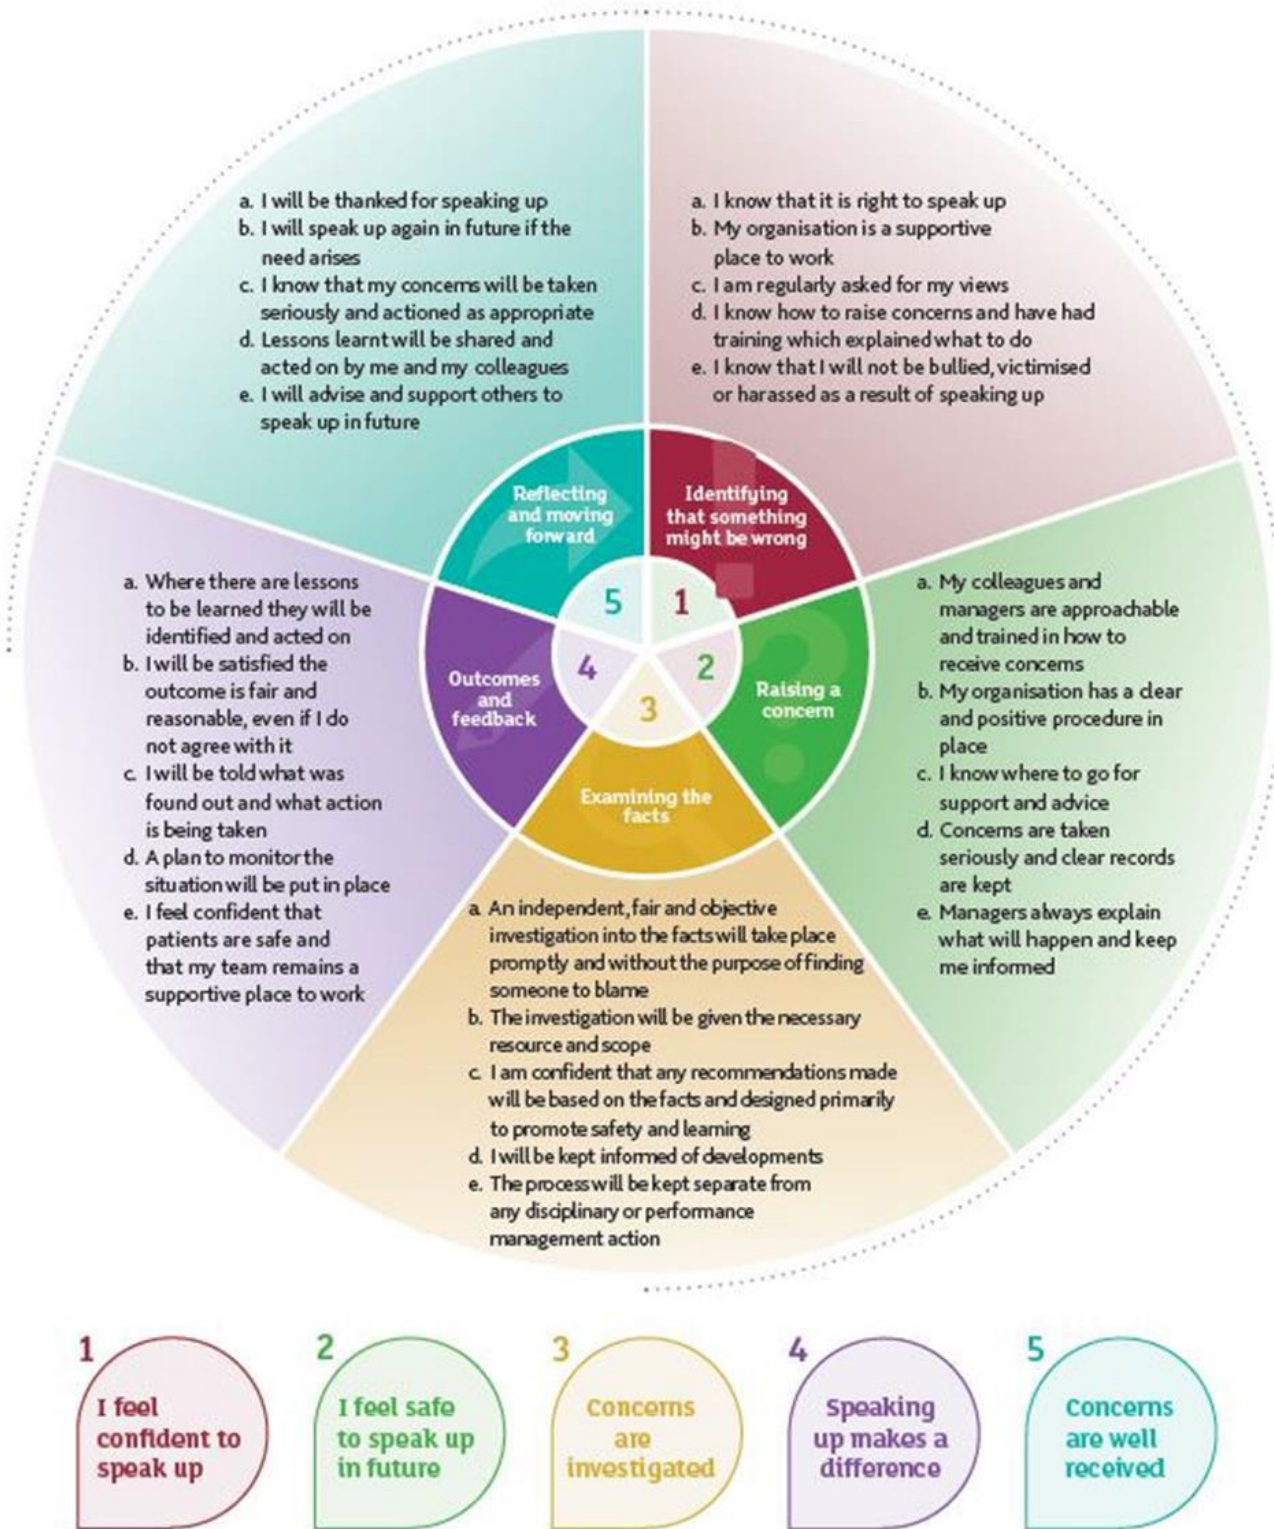 Identifying
that something
might be wrong
1
a. I know that it is right to speak up
b. My organisation is a supportive
place to work
c. I am regularly asked for my views
d. I know how to raise concerns and have had
training which explained what to do
e. I know that I will not be bullied, victimised
or harassed as a result of speaking up
Raising a
concern
2
a. My colleagues and
managers are approachable
and trained in how to
receive concerns
b. My organisation has a clear
and positive procedure in
place
c. I know where to go for
support and advice
d. Concerns are taken
seriously and clear records
are kept
e. Managers always explain
what will happen and keep
me informed
3
Examining the
facts
a. An independent, fair and objective
investigation into the facts will take place
promptly and without the purpose of finding
someone to blame
b. The investigation will be given the necessary
resource and scope
c. I am confident that any recommendations made
will be based on the facts and designed primarily
to promote safety and learning
d. I will be kept informed of developments
e. The process will be kept separate from
any disciplinary or performance
management action
4
Outcomes
and
feedback
a. Where there are lessons
to be learned they will be
identified and acted on
b. I will be satisfied the
outcome is fair and
reasonable, even if I do
not agree with it
c. I will be told what was
found out and what action
is being taken
d. A plan to monitor the
situation will be put in place
e. I feel confident that
patients are safe and
that my team remains a
supportive place to work
5
Reflecting
and moving
forward
a. I will be thanked for speaking up
b. I will speak up again in future if the
need arises
c. I know that my concerns will be taken
seriously and actioned as appropriate
d. Lessons learnt will be shared and
acted on by me and my colleagues
e. I will advise and support others to
speak up in future
1
I feel
confident to
speak up
2
I feel safe
to speak up
in future
3
Concerns
are
investigated
4
Speaking
up makes a
difference
5
Concerns
are well
received